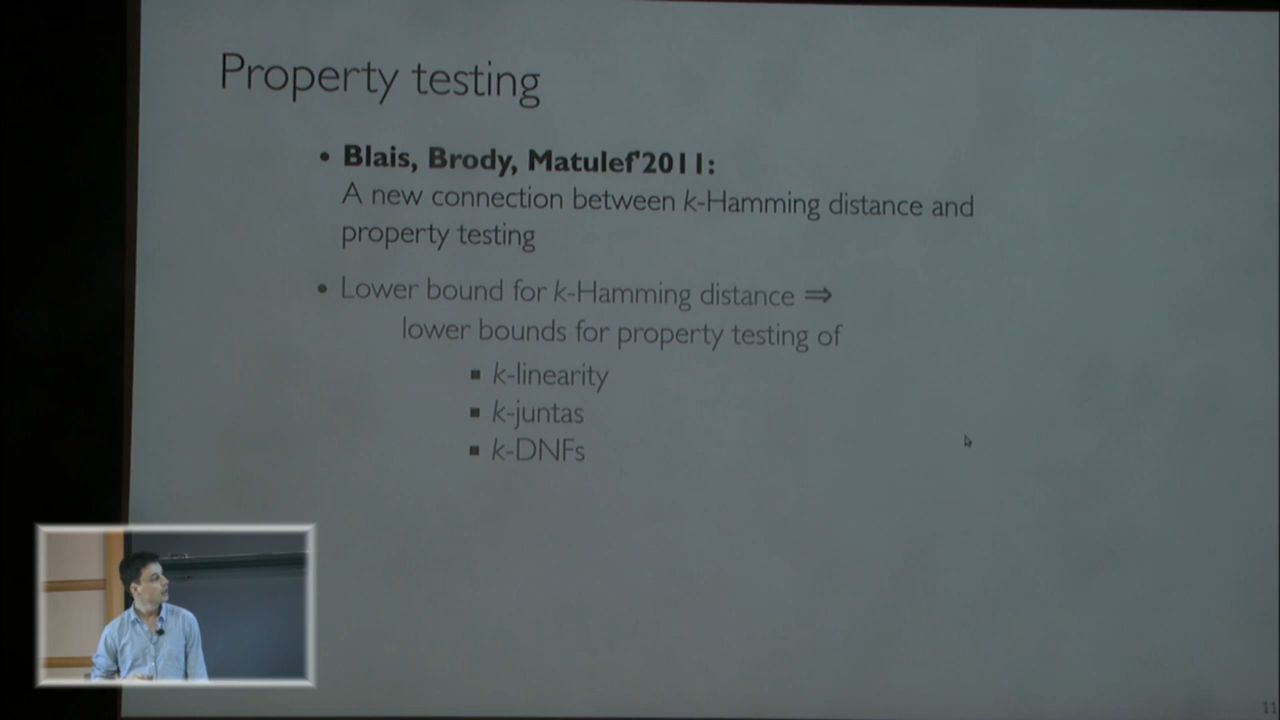 Property testing
• Blais, Brody, Matulef'2011:
A new connection between k-Hamming distance and
property testing
• Lower bound for k-Hamming distance ⇒
lower bounds for property testing of
▪ k-linearity
▪ k-juntas
▪ k-DNFs
11